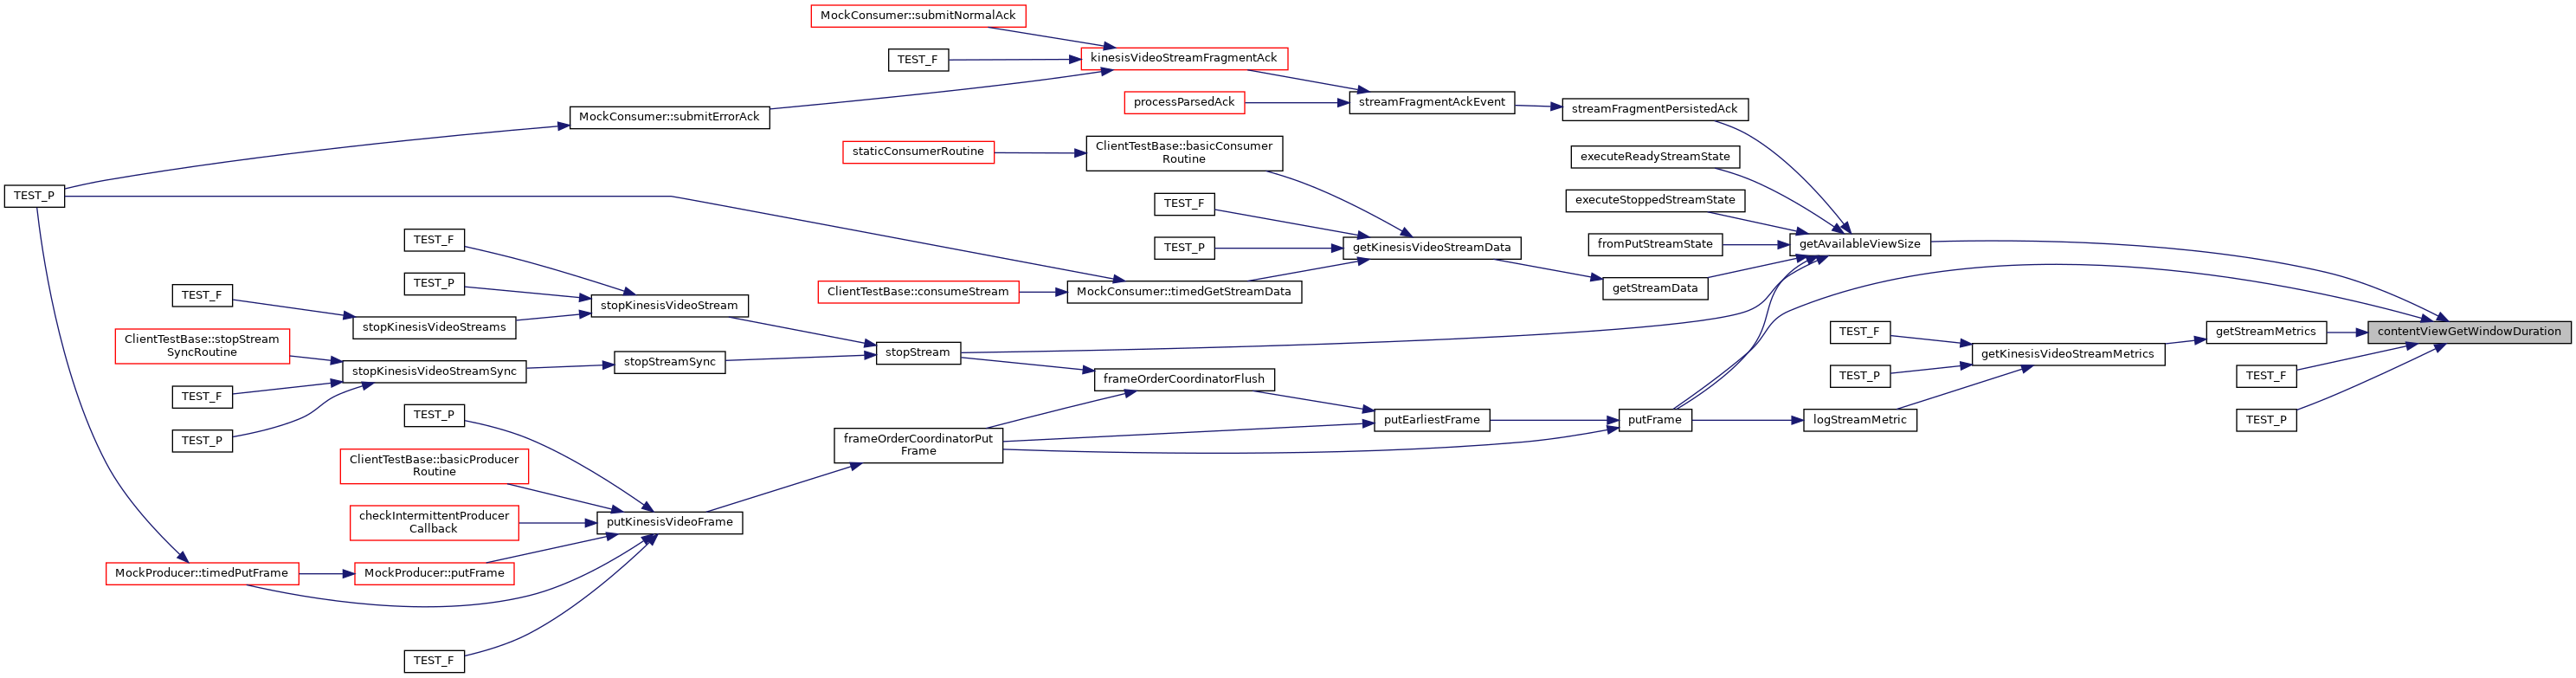 MockConsumer::submitNormalAck
TEST_F
kinesisVideoStreamFragmentAck
processParsedAck
streamFragmentAckEvent
streamFragmentPersistedAck
MockConsumer::submitErrorAck
staticConsumerRoutine
ClientTestBase::basicConsumer
Routine
executeReadyStreamState
TEST_P
TEST_F
executeStoppedStreamState
TEST_F
TEST_P
getKinesisVideoStreamData
fromPutStreamState
getAvailableViewSize
TEST_P
ClientTestBase::consumeStream
MockConsumer::timedGetStreamData
getStreamData
TEST_F
stopKinesisVideoStream
stopKinesisVideoStreams
ClientTestBase::stopStream
SyncRoutine
TEST_F
getStreamMetrics
contentViewGetWindowDuration
stopKinesisVideoStreamSync
stopStreamSync
stopStream
getKinesisVideoStreamMetrics
TEST_F
frameOrderCoordinatorFlush
TEST_P
TEST_F
TEST_P
TEST_P
putEarliestFrame
putFrame
logStreamMetric
TEST_P
frameOrderCoordinatorPut
Frame
ClientTestBase::basicProducer
Routine
checkIntermittentProducer
Callback
putKinesisVideoFrame
MockProducer::timedPutFrame
MockProducer::putFrame
TEST_F